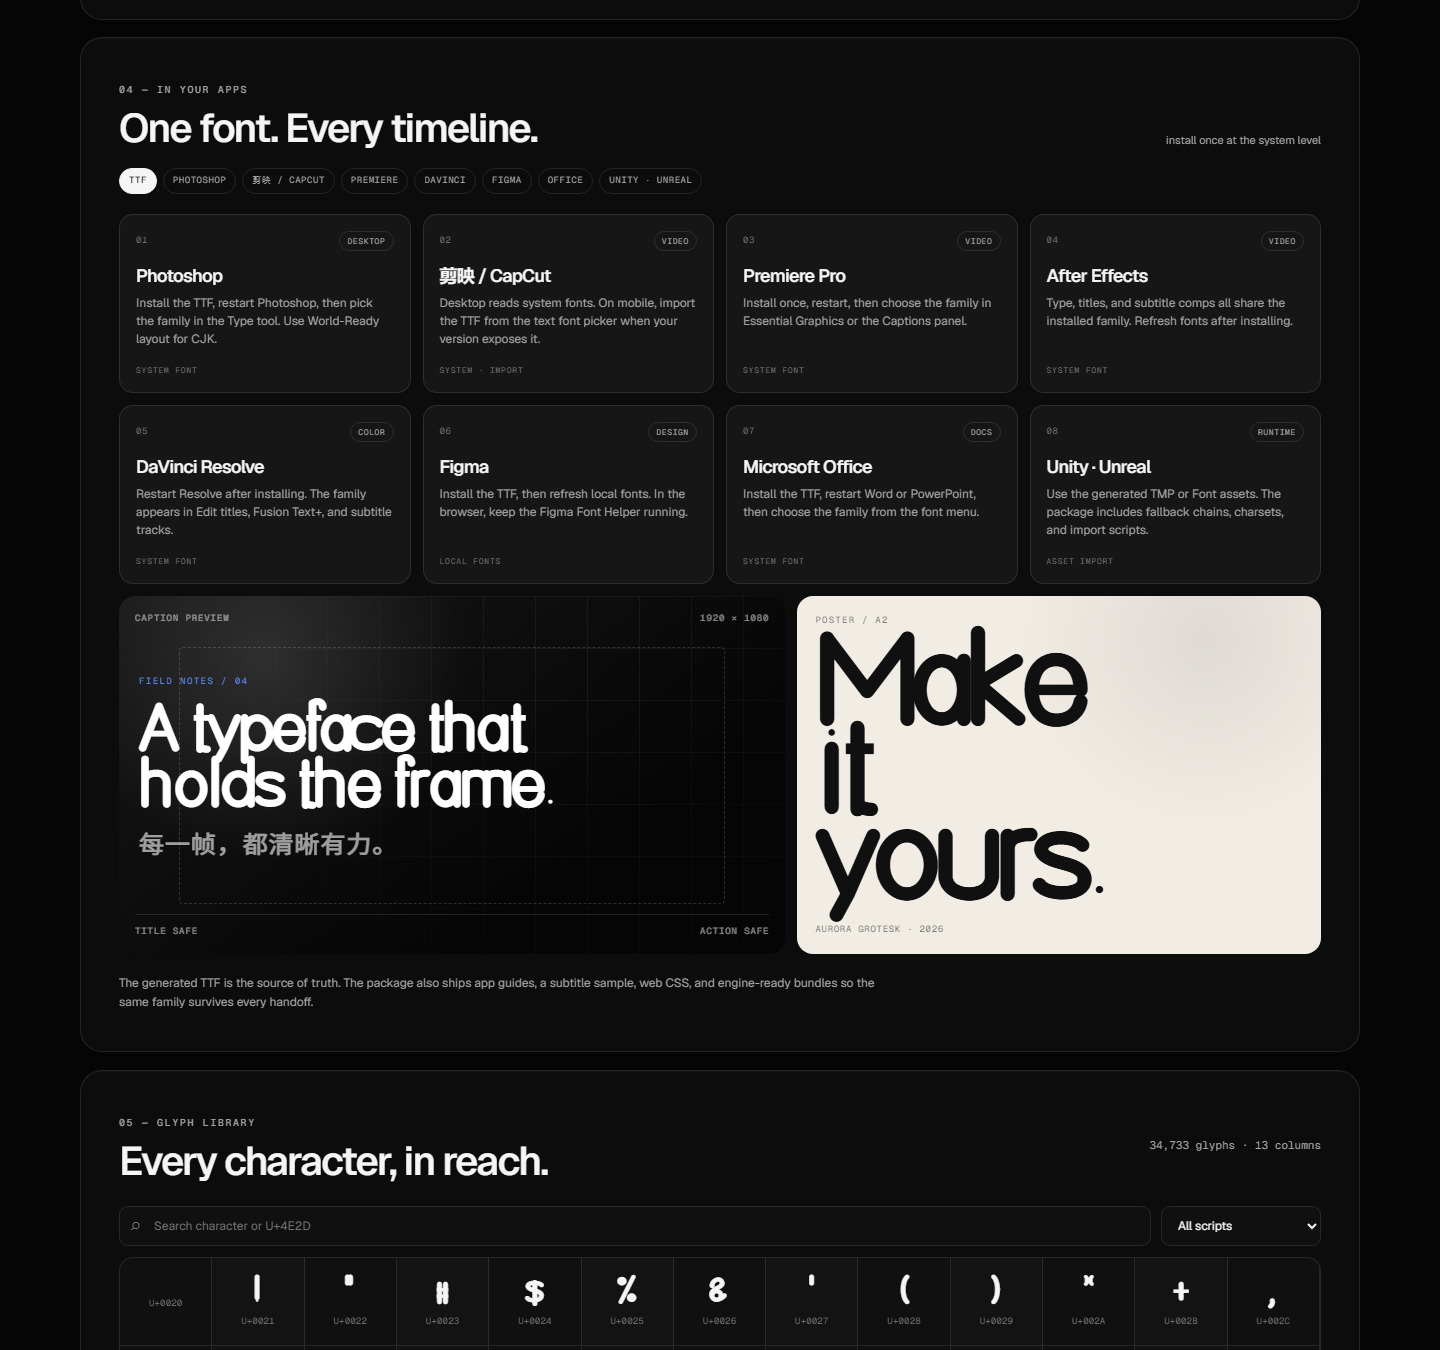 04 — IN YOUR APPS
One font. Every timeline.
install once at the system level
TTF
PHOTOSHOP
剪映 / CAPCUT
PREMIERE
DAVINCI
FIGMA
OFFICE
UNITY · UNREAL
01
DESKTOP
Photoshop
Install the TTF, restart Photoshop, then pick
the family in the Type tool. Use World-Ready
layout for CJK.
SYSTEM FONT
02
VIDEO
剪映 / CapCut
Desktop reads system fonts. On mobile, import
the TTF from the text font picker when your
version exposes it.
SYSTEM · IMPORT
03
VIDEO
Premiere Pro
Install once, restart, then choose the family in
Essential Graphics or the Captions panel.
SYSTEM FONT
04
VIDEO
After Effects
Type, titles, and subtitle comps all share the
installed family. Refresh fonts after installing.
SYSTEM FONT
05
COLOR
DaVinci Resolve
Restart Resolve after installing. The family
appears in Edit titles, Fusion Text+, and subtitle
tracks.
SYSTEM FONT
06
DESIGN
Figma
Install the TTF, then refresh local fonts. In the
browser, keep the Figma Font Helper running.
LOCAL FONTS
07
DOCS
Microsoft Office
Install the TTF, restart Word or PowerPoint,
then choose the family from the font menu.
SYSTEM FONT
08
RUNTIME
Unity · Unreal
Use the generated TMP or Font assets. The
package includes fallback chains, charsets,
and import scripts.
ASSET IMPORT
CAPTION PREVIEW
1920 × 1080
FIELD NOTES / 04
A typeface that
holds the frame.
每一帧，都清晰有力。
TITLE SAFE
ACTION SAFE
POSTER / A2
Make
it
yours.
AURORA GROTESK · 2026
The generated TTF is the source of truth. The package also ships app guides, a subtitle sample, web CSS, and engine-ready bundles so the
same family survives every handoff.
05 — GLYPH LIBRARY
Every character, in reach.
34,733 glyphs · 13 columns
Search character or U+4E2D
All scripts
! " # $ % & ' ( ) * + ,
U+0020 U+0021 U+0022 U+0023 U+0024 U+0025 U+0026 U+0027 U+0028 U+0029 U+002A U+002B U+002C